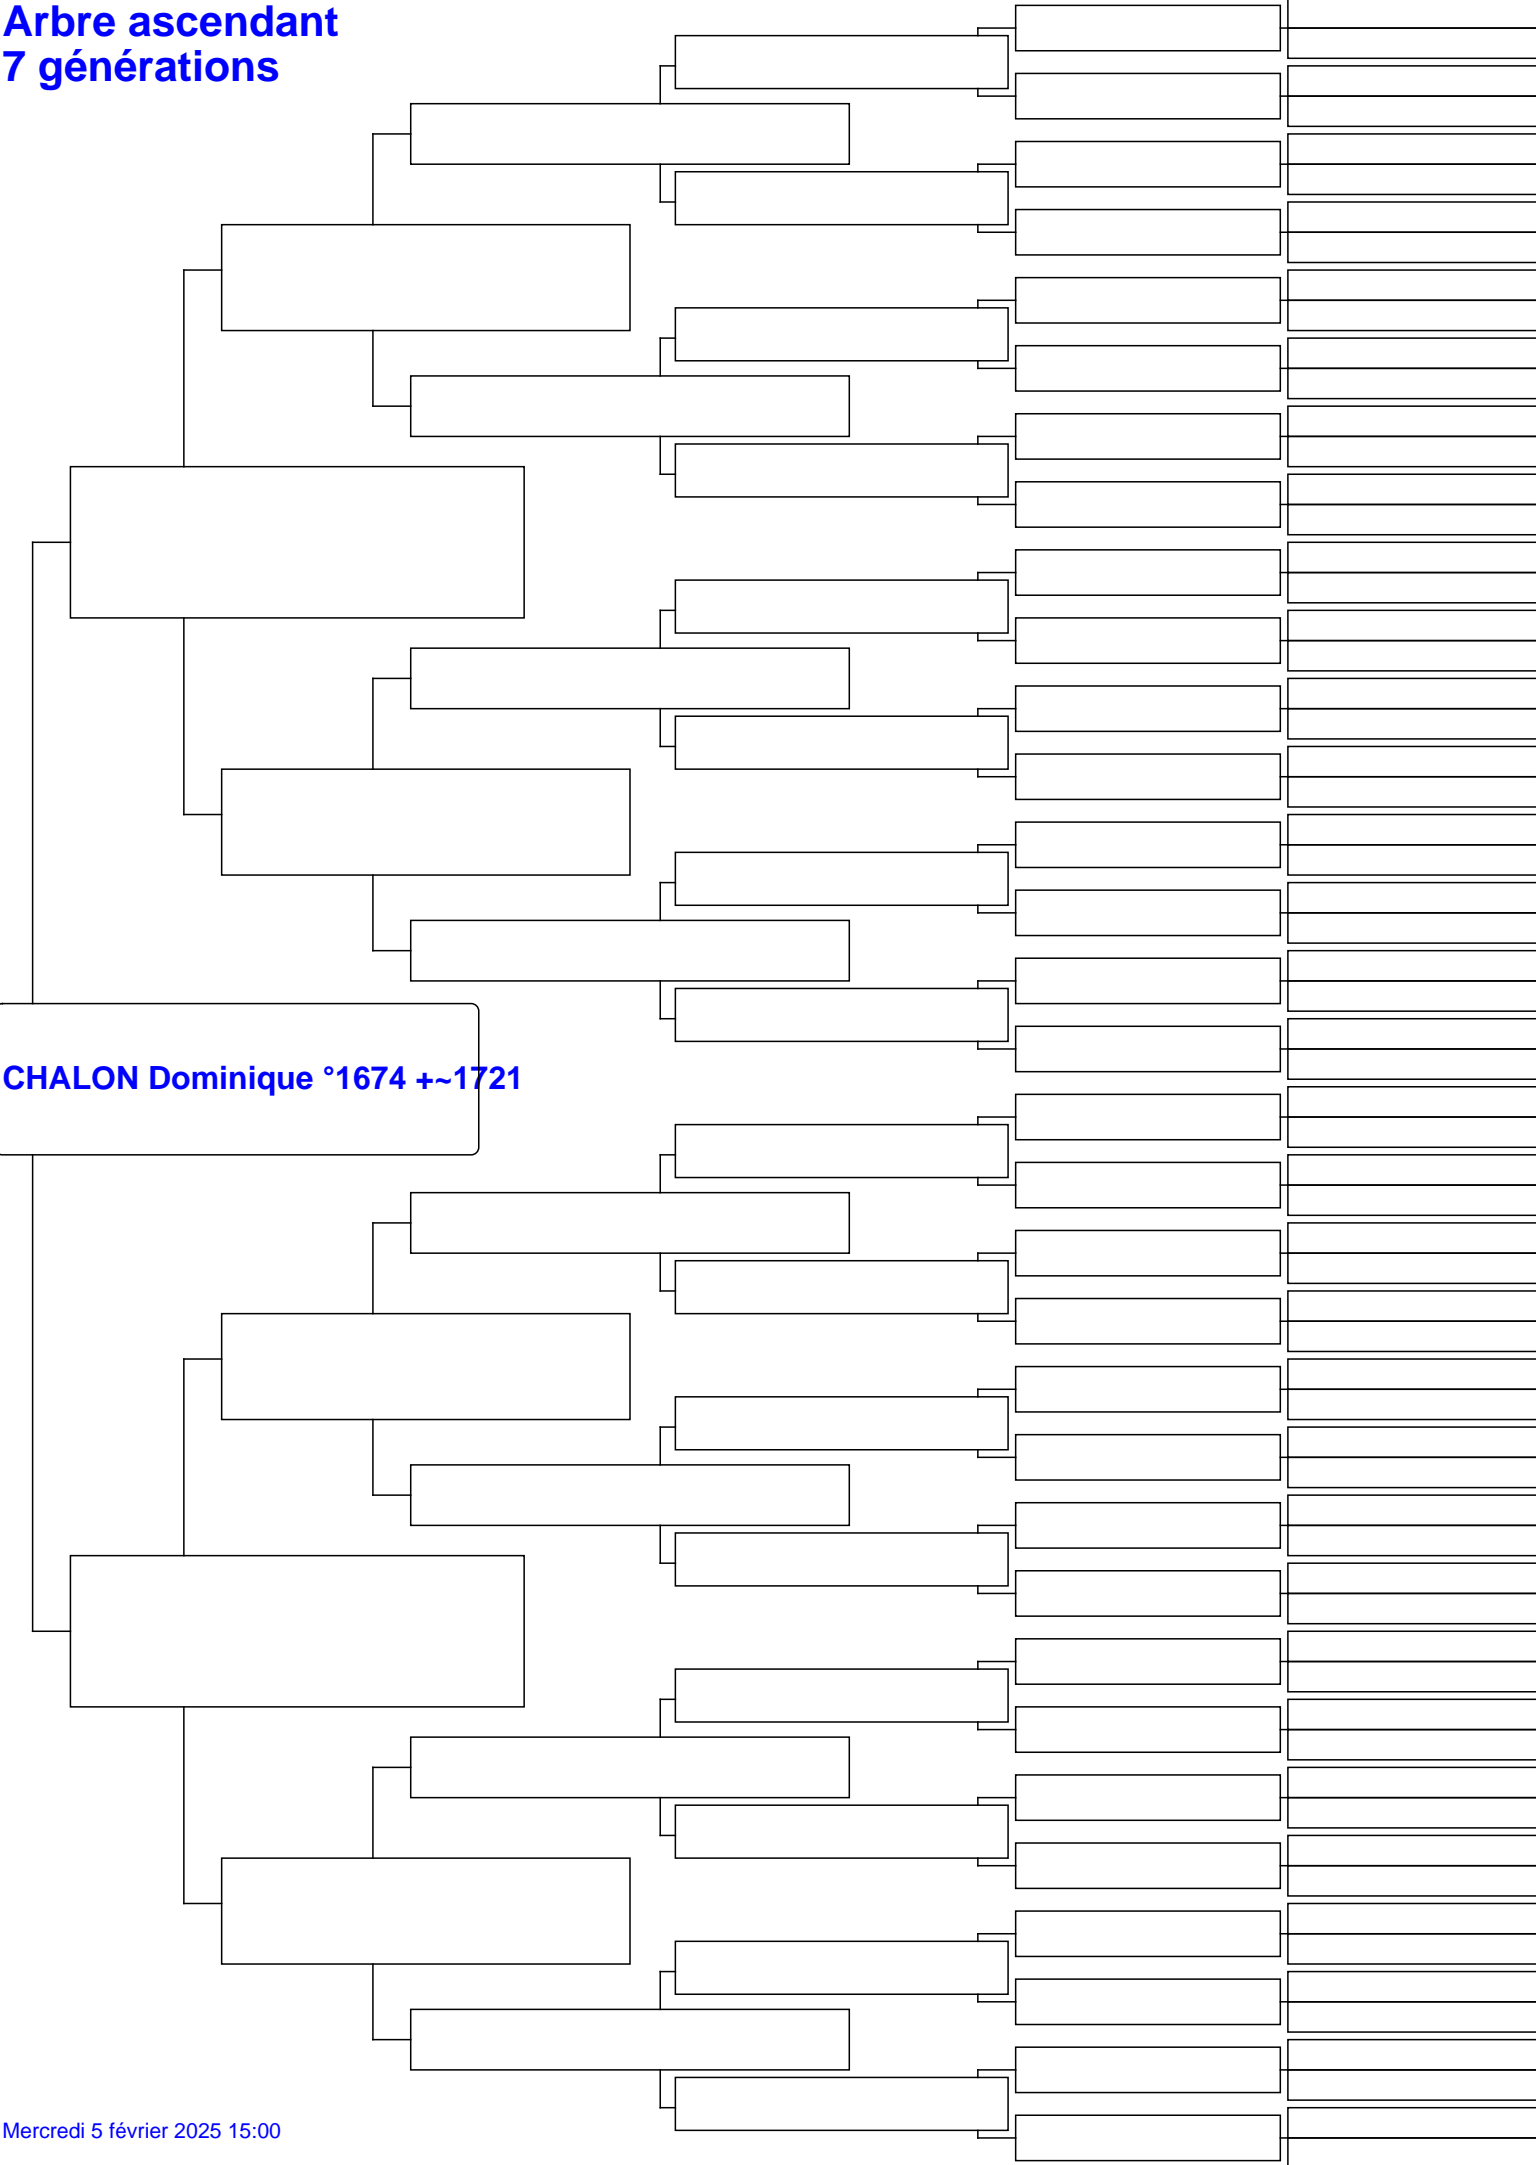 Arbre ascendant
7 générations
CHALON Dominique °1674 +~1721
Mercredi 5 février 2025 15:00